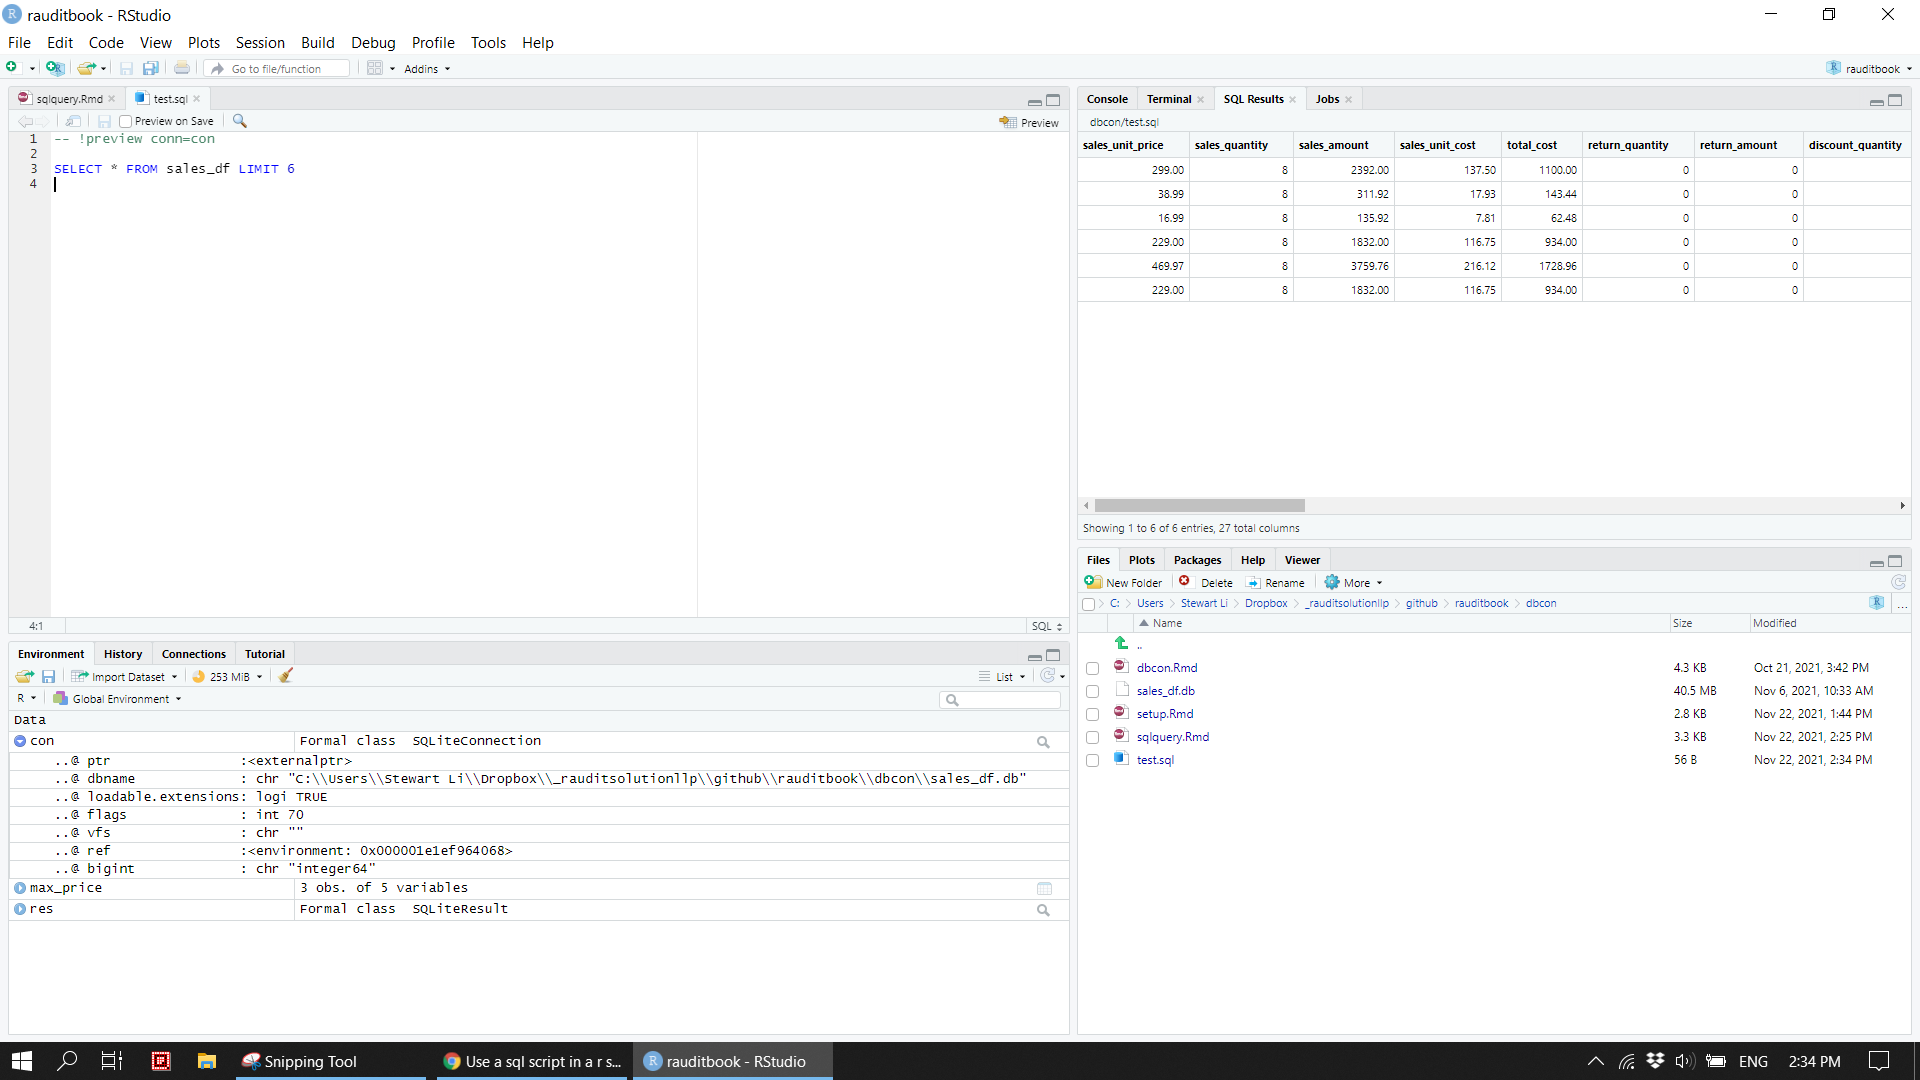 rauditbook - RStudio
File Edit Code View Plots Session Build Debug Profile Tools Help
Go to file/function Addins rauditbook
sqlquery.Rmd test.sql
Preview on Save Preview
1 -- !preview conn=con
2
3 SELECT * FROM sales_df LIMIT 6
4
4:1 SQL
Environment History Connections Tutorial
Import Dataset 253 MiB List
R Global Environment
Data
con Formal class SQLiteConnection
..@ ptr :<externalptr>
..@ dbname : chr "C:\\Users\\Stewart Li\\Dropbox\\_rauditsolutionllp\\github\\rauditbook\\dbcon\\sales_df.db"
..@ loadable.extensions: logi TRUE
..@ flags : int 70
..@ vfs : chr ""
..@ ref :<environment: 0x000001e1ef964068>
..@ bigint : chr "integer64"
max_price 3 obs. of 5 variables
res Formal class SQLiteResult
Console Terminal SQL Results Jobs
dbcon/test.sql
sales_unit_price sales_quantity sales_amount sales_unit_cost total_cost return_quantity return_amount discount_quantity
299.00 8 2392.00 137.50 1100.00 0 0
38.99 8 311.92 17.93 143.44 0 0
16.99 8 135.92 7.81 62.48 0 0
229.00 8 1832.00 116.75 934.00 0 0
469.97 8 3759.76 216.12 1728.96 0 0
229.00 8 1832.00 116.75 934.00 0 0
Showing 1 to 6 of 6 entries, 27 total columns
Files Plots Packages Help Viewer
New Folder Delete Rename More
C: Users Stewart Li Dropbox _rauditsolutionllp github rauditbook dbcon ...
Name Size Modified
..
dbcon.Rmd 4.3 KB Oct 21, 2021, 3:42 PM
sales_df.db 40.5 MB Nov 6, 2021, 10:33 AM
setup.Rmd 2.8 KB Nov 22, 2021, 1:44 PM
sqlquery.Rmd 3.3 KB Nov 22, 2021, 2:25 PM
test.sql 56 B Nov 22, 2021, 2:34 PM
Snipping Tool Use a sql script in a r s... rauditbook - RStudio ENG 2:34 PM